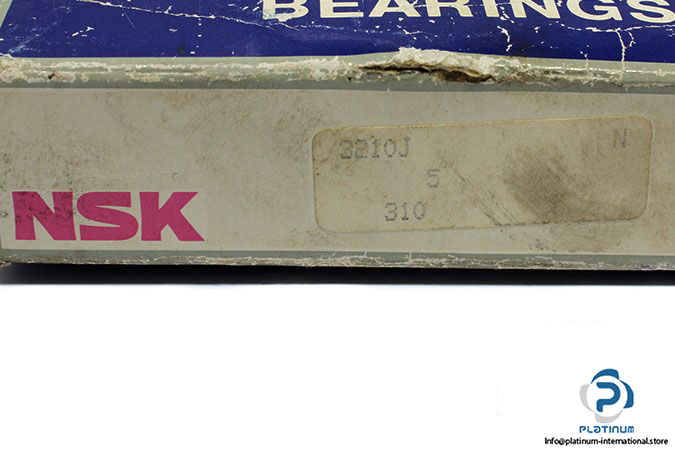 BEARINGS
3210J N
5
310
NSK
P
PLATINUM
Info@platinum-international.store